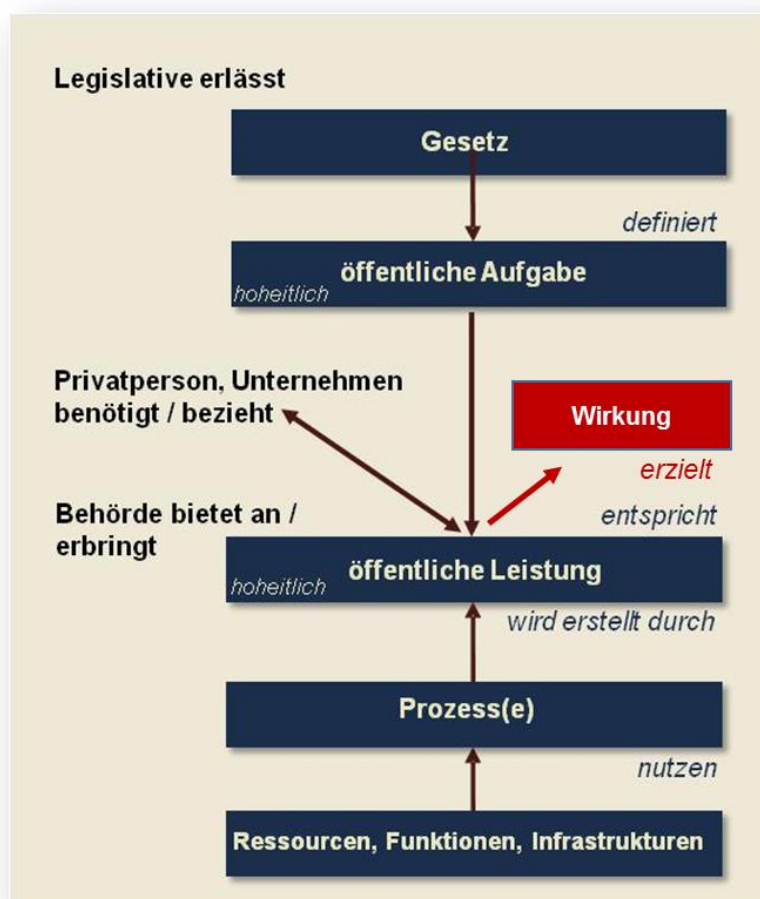 Legislative erlässt
Gesetz
definiert
öffentliche Aufgabe
hoheitlich
Privatperson, Unternehmen
benötigt / bezieht
Wirkung
erzielt
entspricht
Behörde bietet an /
erbringt
öffentliche Leistung
hoheitlich
wird erstellt durch
Prozess(e)
nutzen
Ressourcen, Funktionen, Infrastrukturen